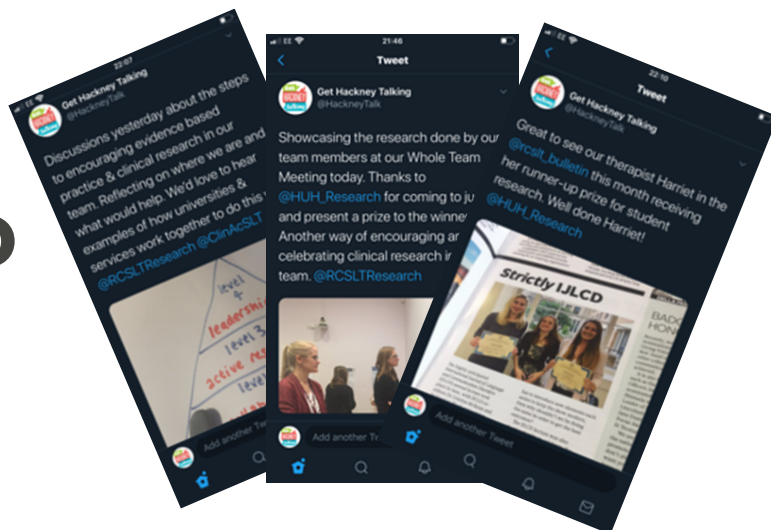 EE
22:07
Get Hackney Talking
@HackneyTalk
Discussions yesterday about the steps
to encouraging evidence based
practice & clinical research in our
team. Reflecting on where we are and
what would help. We'd love to hear
examples of how universities &
services work together to do this
@RCSLTResearch @ClinAcSLT
level
4
leadership
level 3
active
level
Add another
EE
21:46
Tweet
Get Hackney Talking
@HackneyTalk
Showcasing the research done by our
team members at our Whole Team
Meeting today. Thanks to
@HUH_Research for coming to
and present a prize to the
Another way of encouraging
celebrating clinical research
team. @RCSLTResearch
Add another
EE
22:10
Tweet
Get Hackney Talking
@HackneyTalk
Great to see our therapist Harriet in the
@rcslt_bulletin this month receiving
her runner-up prize for student
research. Well done Harriet!
@HUH_Research
Strictly IJLCD
Add another Tweet